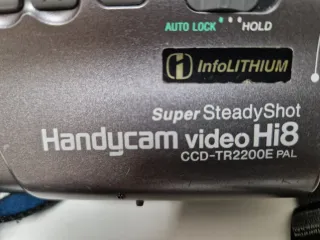 AUTO LOCK HOLD
i InfoLITHIUM
Super SteadyShot
Handycam video Hi8
CCD-TR2200E PAL